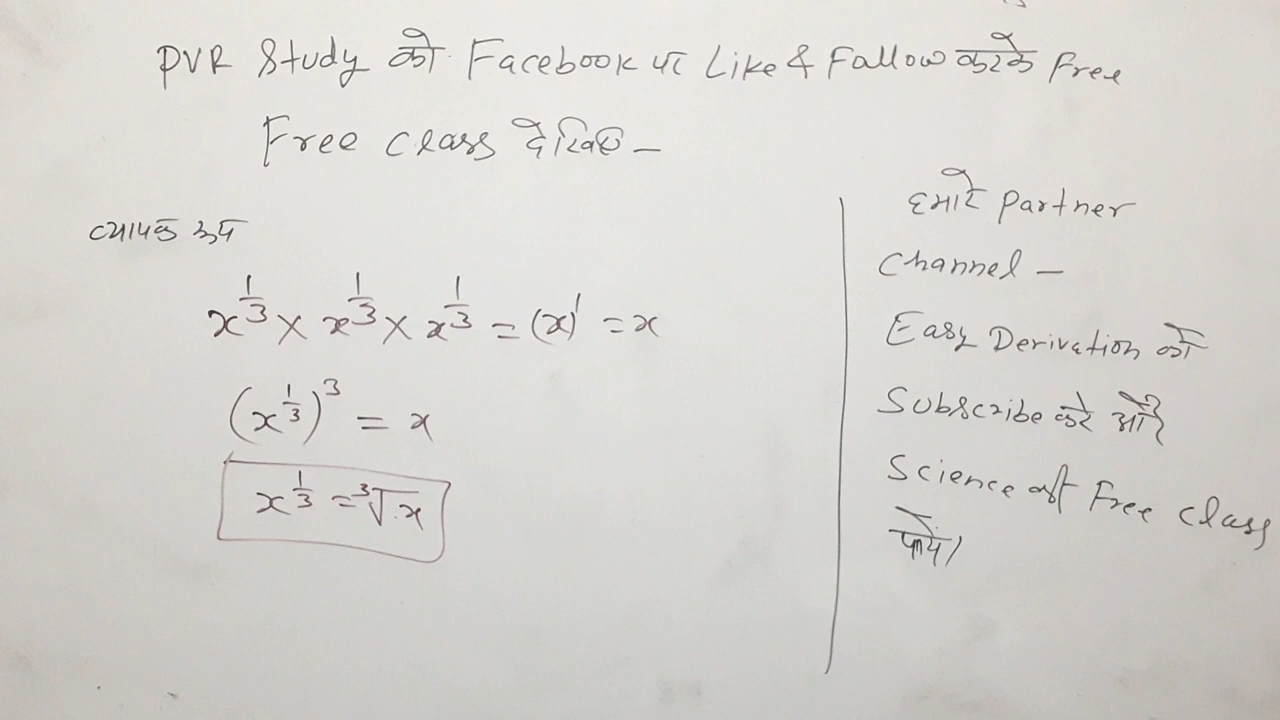 PVR Study को Facebook पर Like & Fallow करके Free
Free class देखिए –
व्यापक रूप
x^{1/3} × x^{1/3} × x^{1/3} = (x)^1 = x
(x^{1/3})^3 = x
x^{1/3} = ∛x
हमारे Partner
Channel –
Easy Derivation को
Subscribe करे और
Science की Free class
पाये।